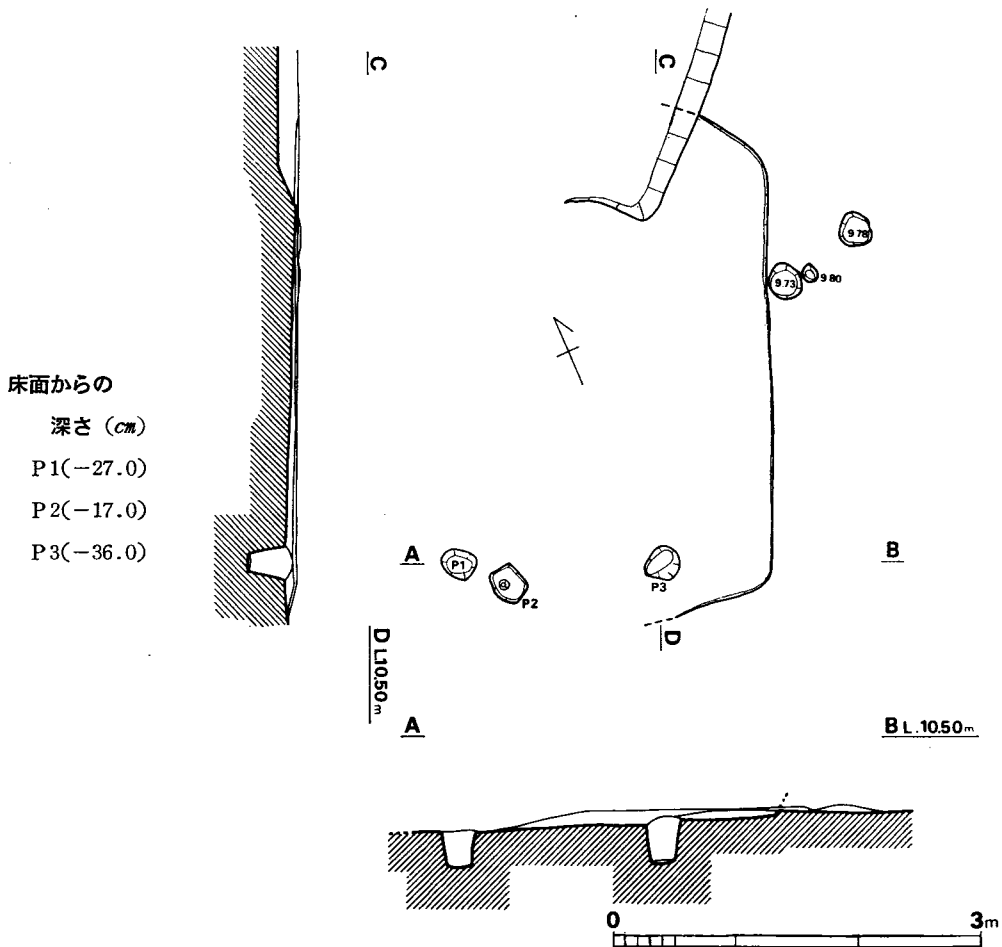 C
C
9.78
9.73
9.80
床面からの
深さ (cm)
P1(-27.0)
P2(-17.0)
P3(-36.0)
A
B
P1
P2
P3
D
D L.10.50m
A
B L.10.50m
0
3m